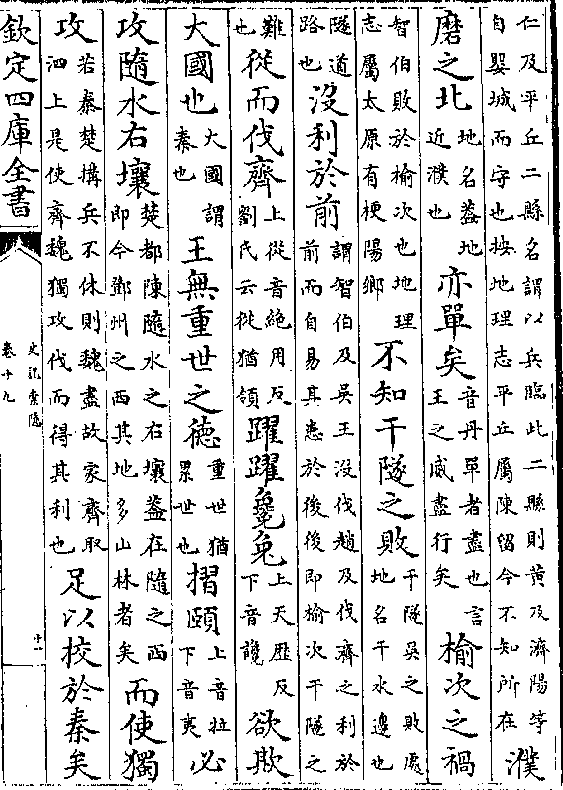 仁及平丘二縣名謂以兵臨此二縣則黄及濟陽等
自嬰城而守也按地理志平丘屬陳留今不知所在 濮
磨之北 地名葢地近濮也 亦單矣 音丹單者盡也言王之威盡行矣 榆次之禍
智伯敗於榆次也地理志屬太原有梗陽鄉 不知干隧之敗 干隧吳之敗處地名干水邊也
隧道路也 沒利於前 謂智伯及吳王沒伐趙及伐齊之利於前而自易其患於後後即榆次干隧之
難也 從而伐齊 上從音絶用反劉氏云從猶領 躍躍毚兔 上天歷反下音讒 欲欺
大國也 大國謂秦也 王無重世之德 重世猶累世也 摺頤 上音拉下音夷 必
攻隨水右壤 楚都陳隨水之右壤葢在隨之西即今鄧州之西其地多山林者矣 而使獨
攻 若秦楚構兵不休則魏盡故家齊取泗上是使齊魏獨攻伐而得其利也 足以校於秦矣
欽定四庫全書
史記索隱
卷十九
十一